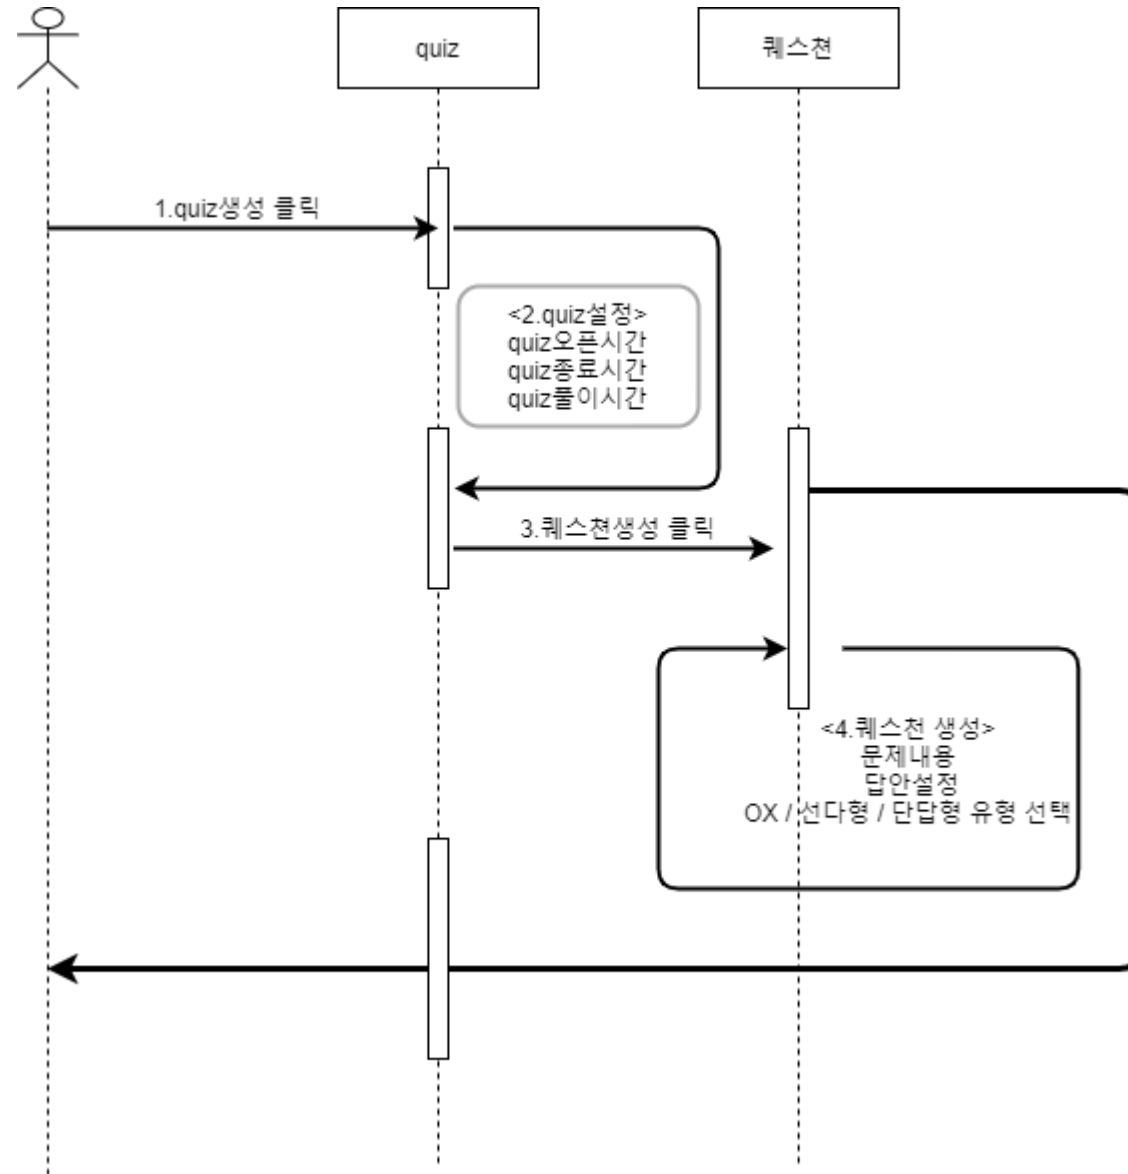 quiz
퀘스쳔
1.quiz생성 클릭
<2.quiz설정>
quiz오픈시간
quiz종료시간
quiz풀이시간
3.퀘스쳔생성 클릭
<4.퀘스천 생성>
문제내용
답안설정
OX / 선다형 / 단답형 유형 선택